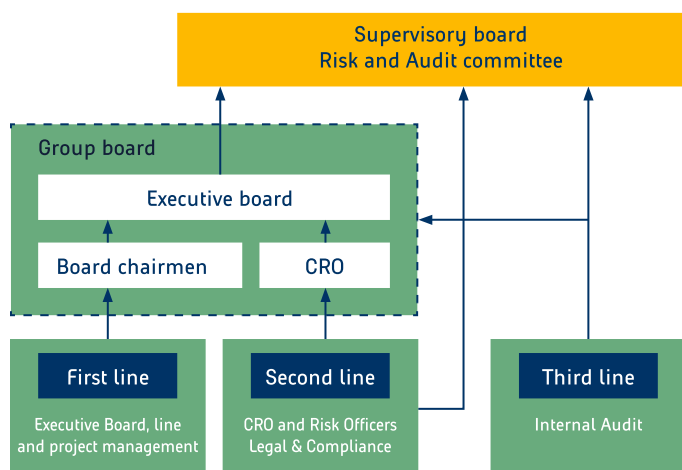 Supervisory board
Risk and Audit committee
Group board
Executive board
Board chairmen
CRO
First line
Executive Board, line
and project management
Second line
CRO and Risk Officers
Legal & Compliance
Third line
Internal Audit